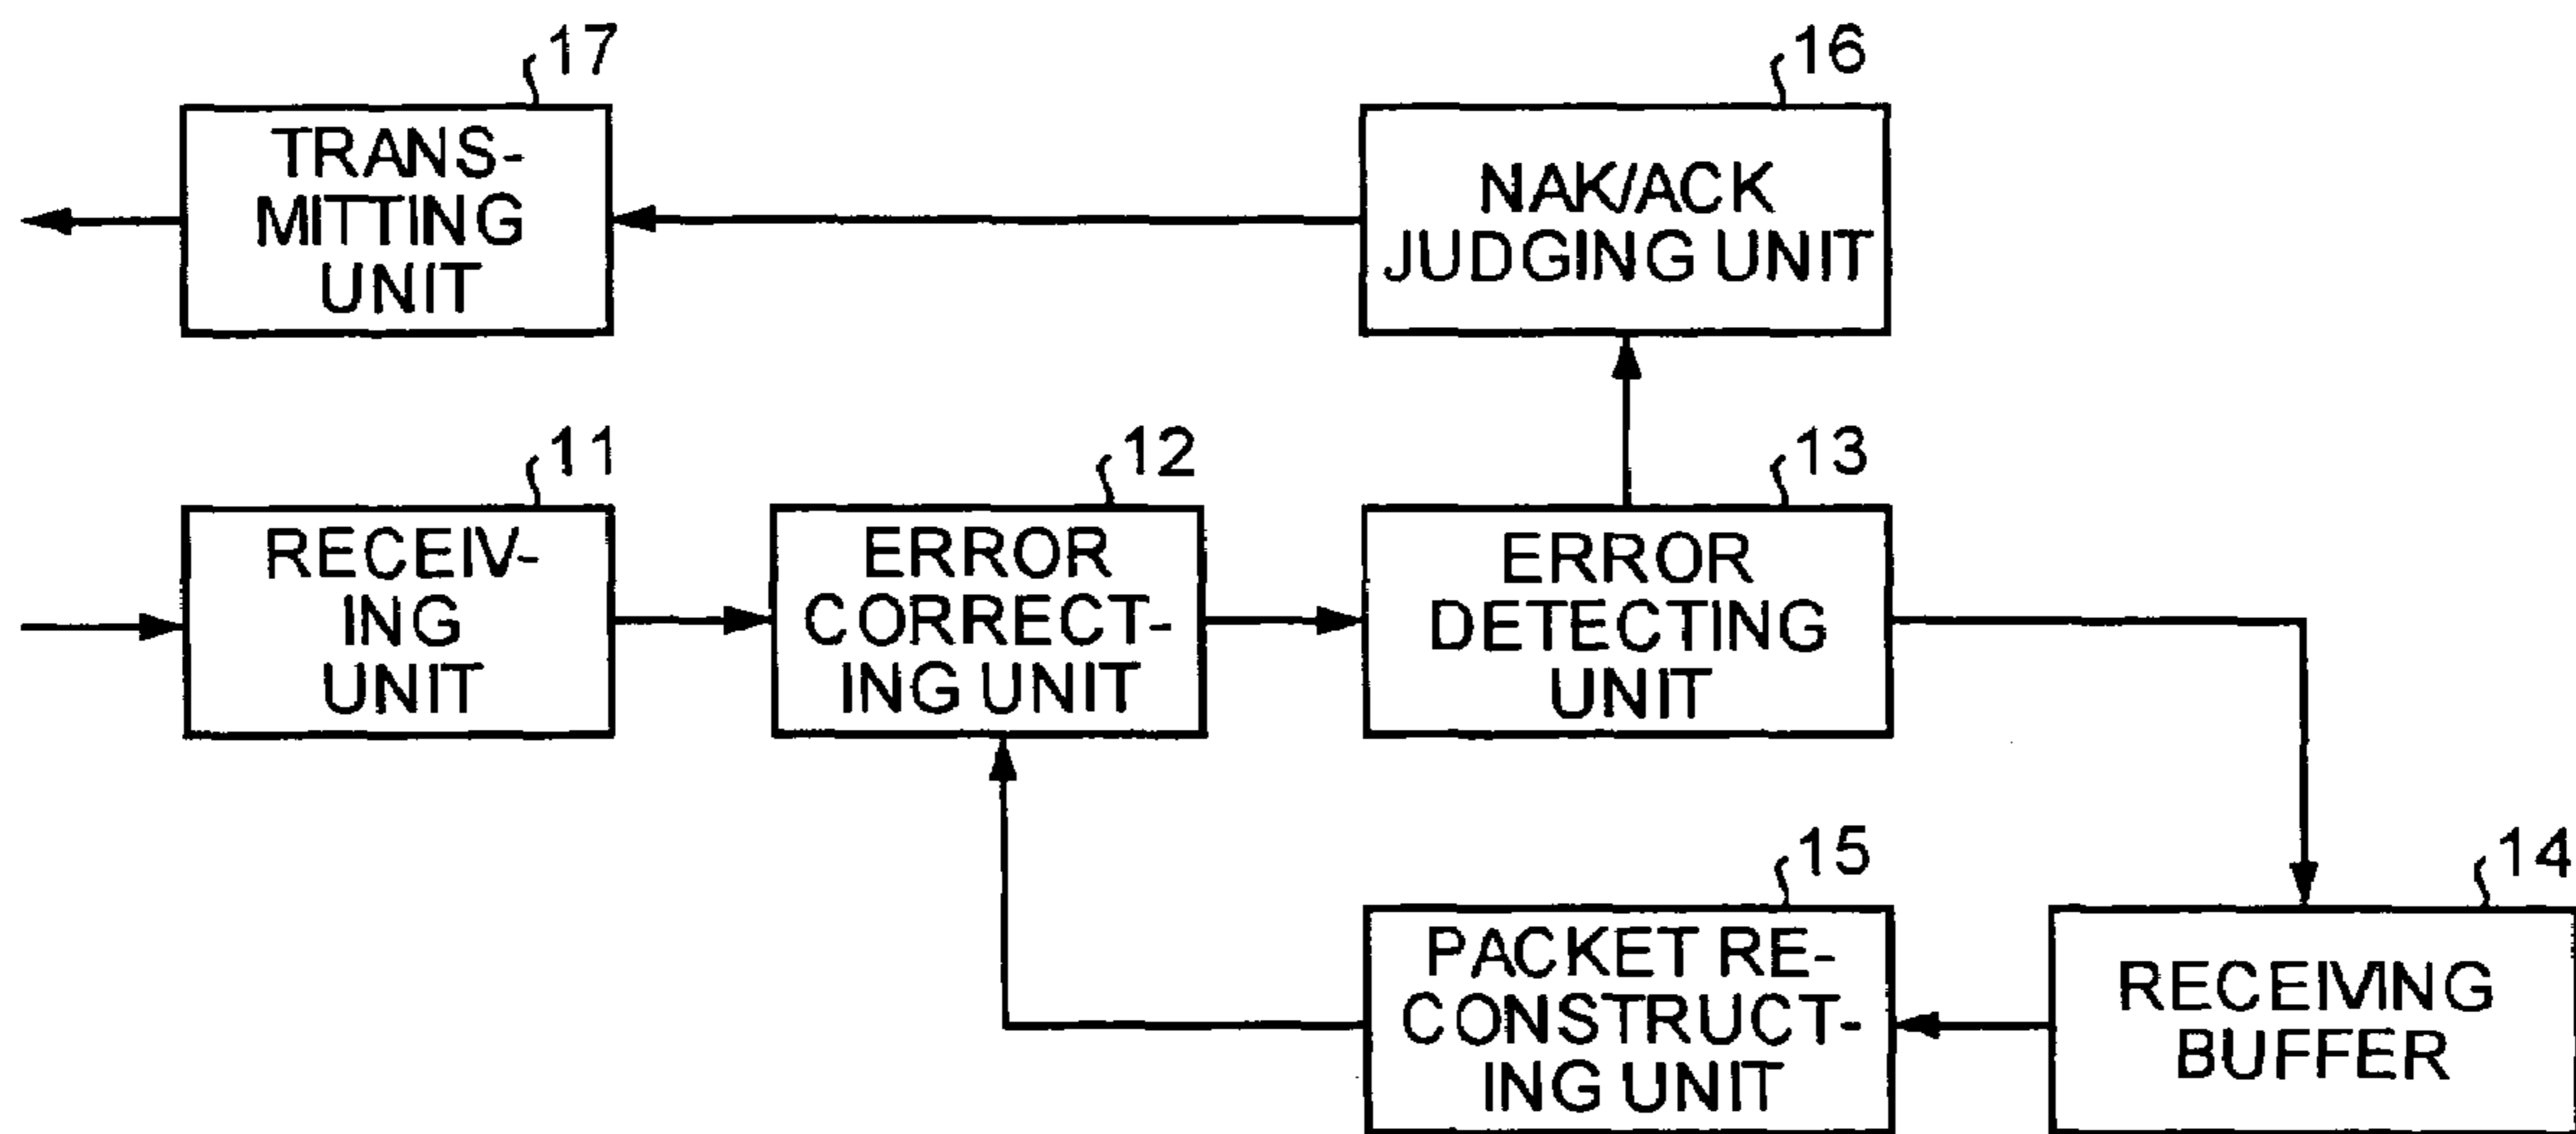 17
TRANS-
MITTING
UNIT
16
NAK/ACK
JUDGING UNIT
11
RECEIV-
ING
UNIT
12
ERROR
CORRECT-
ING UNIT
13
ERROR
DETECTING
UNIT
15
PACKET RE-
CONSTRUCT-
ING UNIT
14
RECEIVING
BUFFER